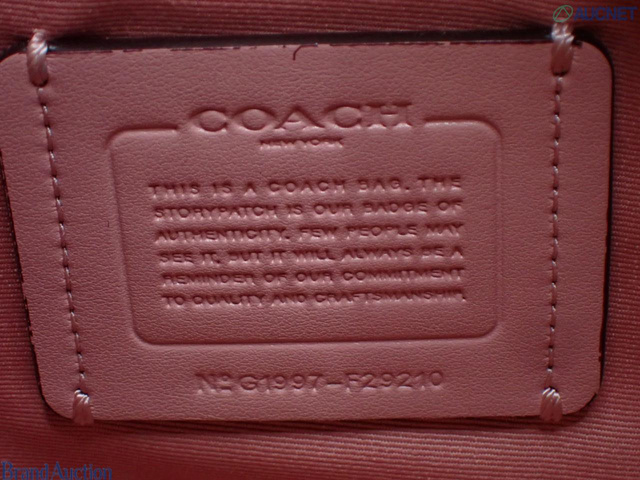 AUCNET
COACH
NEW YORK
THIS IS A COACH BAG. THE
STORYPATCH IS OUR BADGE OF
AUTHENTICITY. FEW PEOPLE MAY
SEE IT, BUT IT WILL ALWAYS BE A
REMINDER OF OUR COMMITMENT
TO QUALITY AND CRAFTSMANSHIP.
No G1997-F29210
Brand Auction